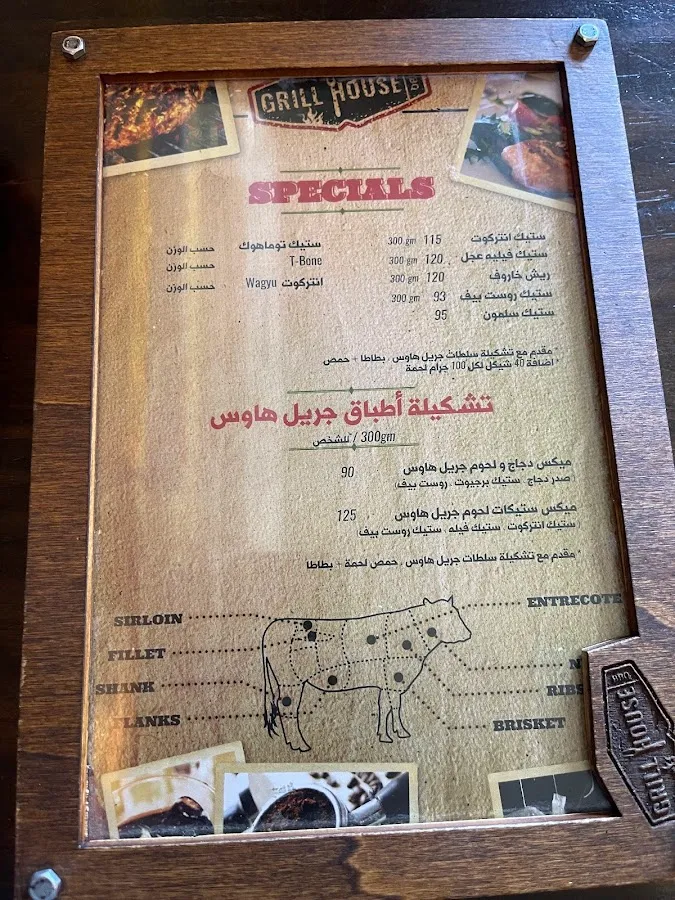 GRILL HOUSE
SPECIALS
ستيك انتركوت 115 300 gm
ستيك فيليه عجل 120 300 gm
ريش خاروف 120 300 gm
ستيك روست بيف 93 300 gm
ستيك سلمون 95
ستيك توماهوك حسب الوزن
T-Bone حسب الوزن
انتركوت Wagyu حسب الوزن
* مقدم مع تشكيلة سلطات جريل هاوس , بطاطا + حمص
* اضافة 40 شيكل لكل 100 جرام لحمة
تشكيلة أطباق جريل هاوس
300gm / للشخص
ميكس دجاج و لحوم جريل هاوس 90
(صدر دجاج , ستيك برجيوت , روست بيف)
ميكس ستيكات لحوم جريل هاوس 125
(ستيك انتركوت , ستيك فيله , ستيك روست بيف)
* مقدم مع تشكيلة سلطات جريل هاوس , حمص لحمة + بطاطا
ENTRECOTE
SIRLOIN
FILLET
N
SHANK
RIBS
LANKS
BRISKET
GRILL HOUSE
BBQ